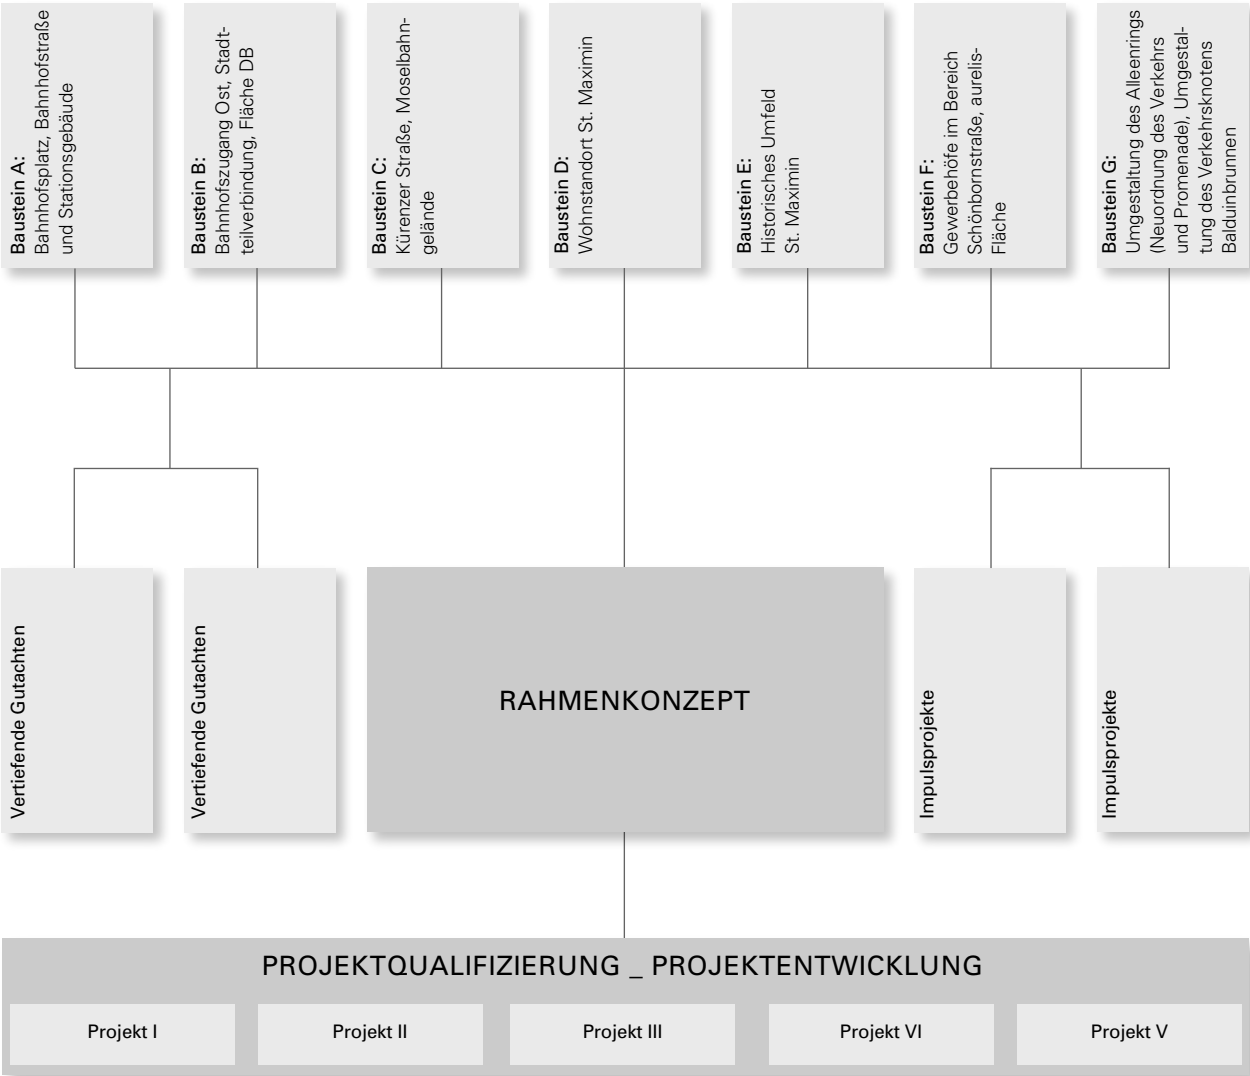 Baustein A:
Bahnhofsplatz, Bahnhofstraße
und Stationsgebäude
Baustein B:
Bahnhofszugang Ost, Stadt-
teilverbindung, Fläche DB
Baustein C:
Kürenzer Straße, Moselbahn-
gelände
Baustein D:
Wohnstandort St. Maximin
Baustein E:
Historisches Umfeld
St. Maximin
Baustein F:
Gewerbehöfe im Bereich
Schönbornstraße, aurelis-
Fläche
Baustein G:
Umgestaltung des Alleenrings
(Neuordnung des Verkehrs
und Promenade), Umgestal-
tung des Verkehrsknotens
Balduinbrunnen
Vertiefende Gutachten
Vertiefende Gutachten
RAHMENKONZEPT
Impulsprojekte
Impulsprojekte
PROJEKTQUALIFIZIERUNG _ PROJEKTENTWICKLUNG
Projekt I
Projekt II
Projekt III
Projekt VI
Projekt V